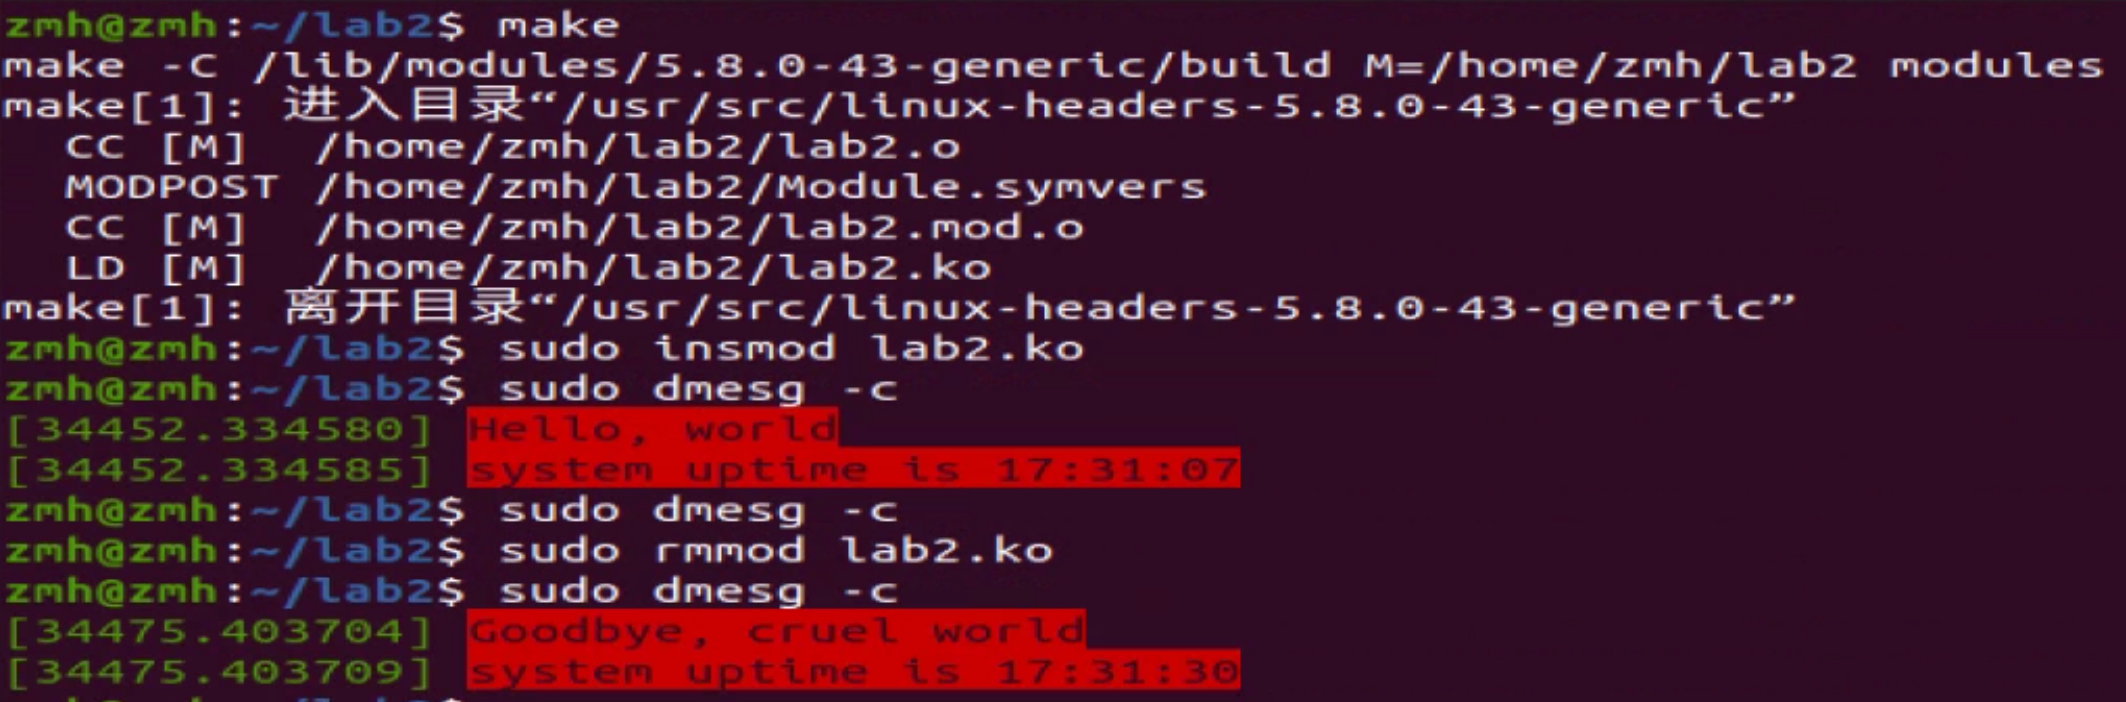 zmh@zmh:~/lab2$ make
make -C /lib/modules/5.8.0-43-generic/build M=/home/zmh/lab2 modules
make[1]: 进入目录“/usr/src/linux-headers-5.8.0-43-generic”
  CC [M]  /home/zmh/lab2/lab2.o
  MODPOST /home/zmh/lab2/Module.symvers
  CC [M]  /home/zmh/lab2/lab2.mod.o
  LD [M]  /home/zmh/lab2/lab2.ko
make[1]: 离开目录“/usr/src/linux-headers-5.8.0-43-generic”
zmh@zmh:~/lab2$ sudo insmod lab2.ko
zmh@zmh:~/lab2$ sudo dmesg -c
[34452.334580] Hello, world
[34452.334585] system uptime is 17:31:07
zmh@zmh:~/lab2$ sudo dmesg -c
zmh@zmh:~/lab2$ sudo rmmod lab2.ko
zmh@zmh:~/lab2$ sudo dmesg -c
[34475.403704] Goodbye, cruel world
[34475.403709] system uptime is 17:31:30